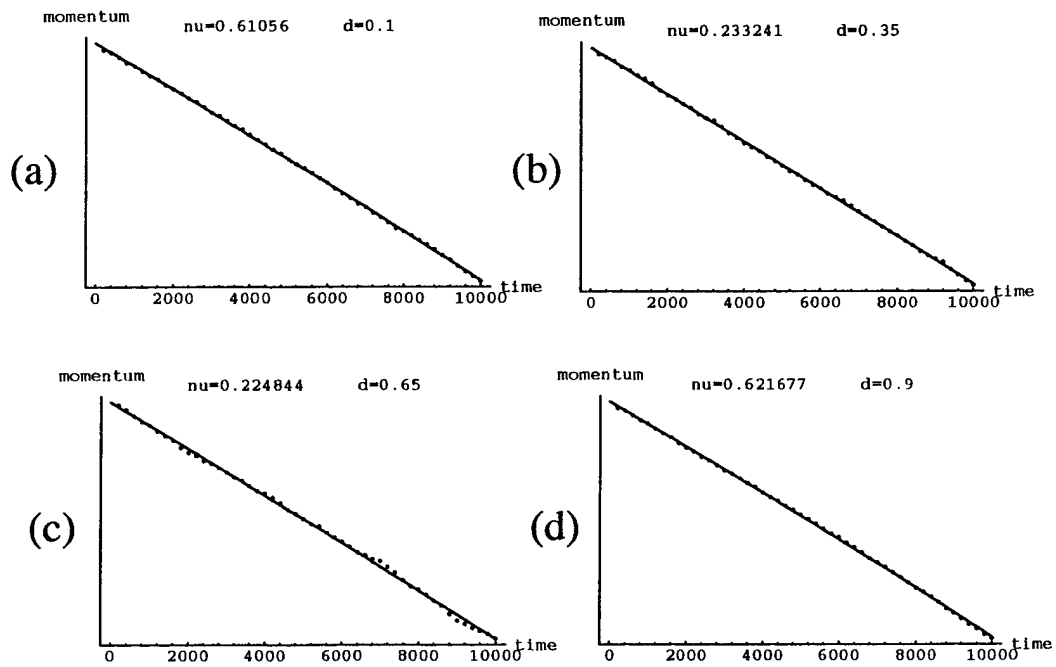 momentum nu=0.61056 d=0.1
(a)
0 2000 4000 6000 8000 10000 time
momentum nu=0.233241 d=0.35
(b)
0 2000 4000 6000 8000 10000 time
momentum nu=0.224844 d=0.65
(c)
0 2000 4000 6000 8000 10000 time
momentum nu=0.621677 d=0.9
(d)
0 2000 4000 6000 8000 10000 time